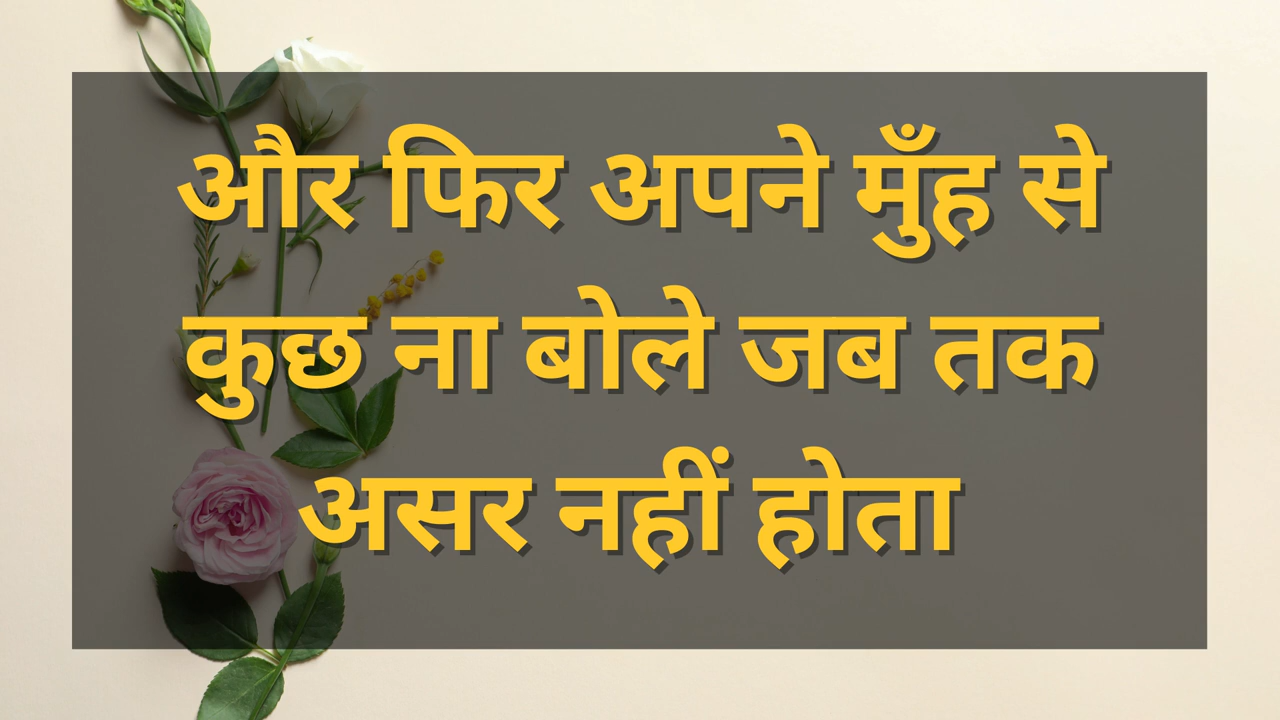 और फिर अपने मुँह से
कुछ ना बोले जब तक
असर नहीं होता